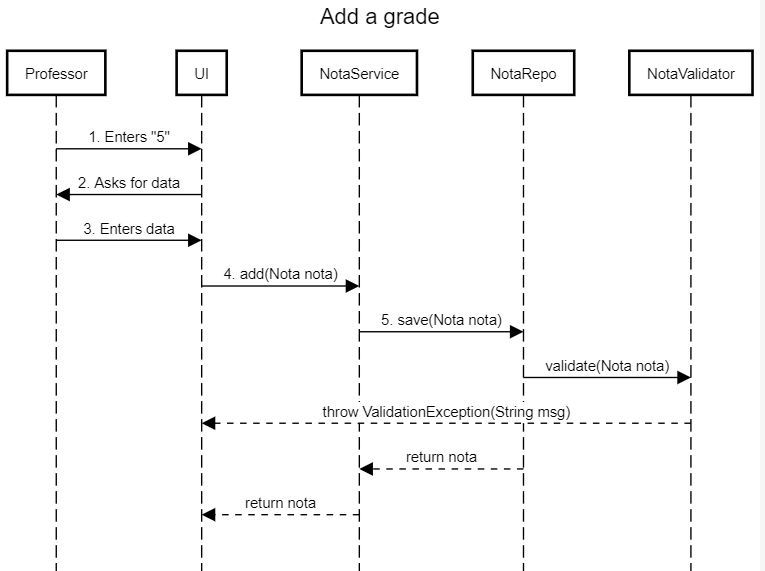 Add a grade
Professor
UI
NotaService
NotaRepo
NotaValidator
1. Enters "5"
2. Asks for data
3. Enters data
4. add(Nota nota)
5. save(Nota nota)
validate(Nota nota)
throw ValidationException(String msg)
return nota
return nota